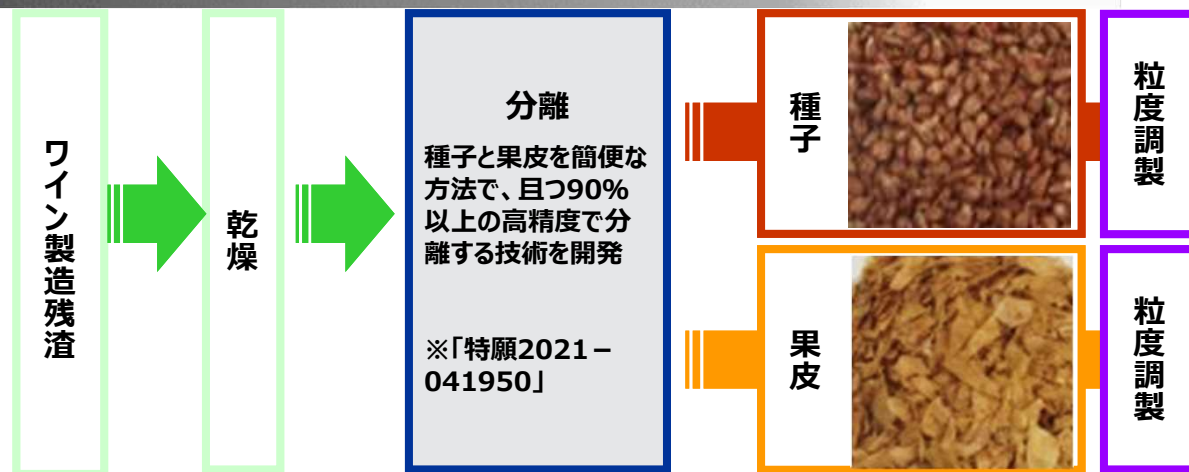 ワイン製造残渣
乾燥
分離
種子と果皮を簡便な
方法で、且つ90%
以上の高精度で分
離する技術を開発
※｢特願2021－
041950｣
種子
粒度調製
果皮
粒度調製